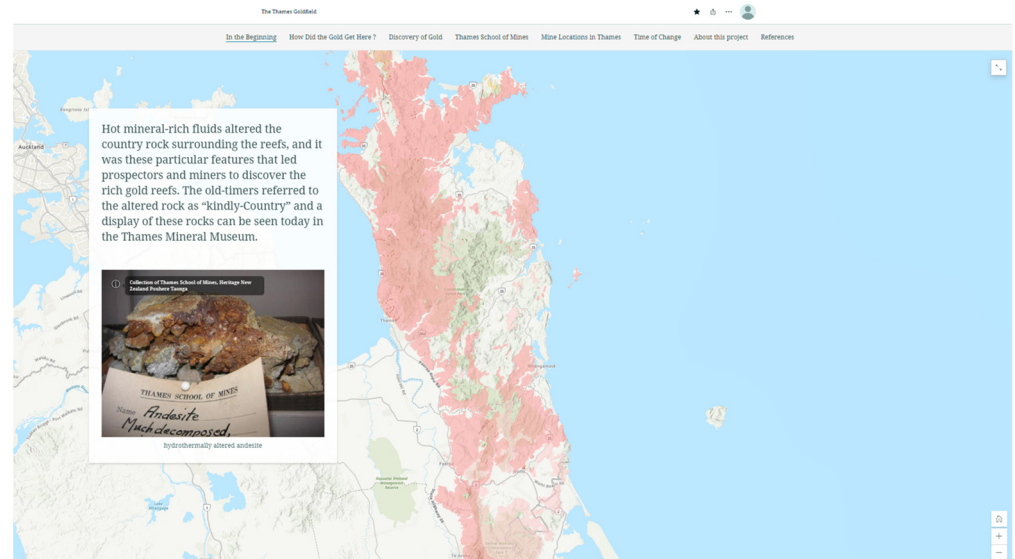 The Thames Goldfield
In the Beginning How Did the Gold Get Here ? Discovery of Gold Thames School of Mines Mine Locations in Thames Time of Change About this project References
Hot mineral-rich fluids altered the
country rock surrounding the reefs, and it
was these particular features that led
prospectors and miners to discover the
rich gold reefs. The old-timers referred to
the altered rock as “kindly-Country” and a
display of these rocks can be seen today in
the Thames Mineral Museum.
Collection of Thames School of Mines, Heritage New
Zealand Pouhere Taonga
THAMES SCHOOL OF MINES
Name Andesite
Much decomposed,
hydrothermally altered andesite
Auckland
Whangamatā